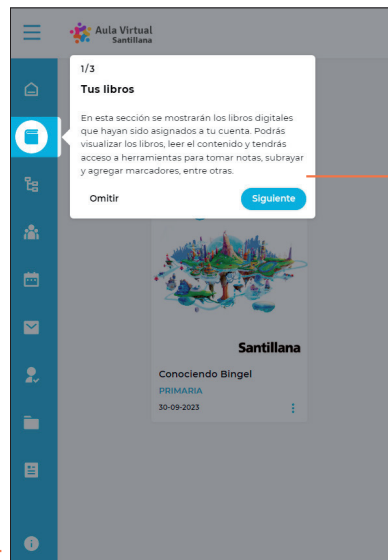 Aula Virtual
Santillana
1/3
Tus libros
En esta sección se mostrarán los libros digitales
que hayan sido asignados a tu cuenta. Podrás
visualizar los libros, leer el contenido y tendrás
acceso a herramientas para tomar notas, subrayar
y agregar marcadores, entre otras.
Omitir
Siguiente
Santillana
Conociendo Bingel
PRIMARIA
30-09-2023